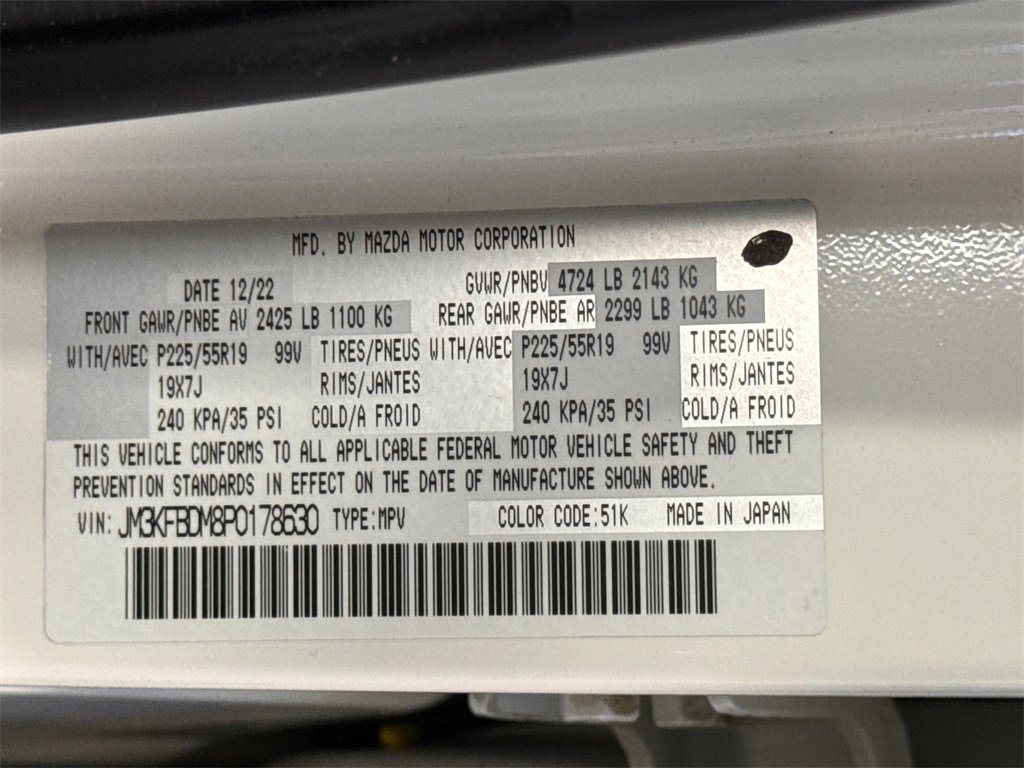 MFD. BY MAZDA MOTOR CORPORATION
DATE 12/22 GVWR/PNBV 4724 LB 2143 KG
FRONT GAWR/PNBE AV 2425 LB 1100 KG REAR GAWR/PNBE AR 2299 LB 1043 KG
WITH/AVEC P225/55R19 99V TIRES/PNEUS WITH/AVEC P225/55R19 99V TIRES/PNEUS
19X7J RIMS/JANTES 19X7J RIMS/JANTES
240 KPA/35 PSI COLD/A FROID 240 KPA/35 PSI COLD/A FROID
THIS VEHICLE CONFORMS TO ALL APPLICABLE FEDERAL MOTOR VEHICLE SAFETY AND THEFT
PREVENTION STANDARDS IN EFFECT ON THE DATE OF MANUFACTURE SHOWN ABOVE.
VIN: JM3KFBDM8P0178630 TYPE:MPV COLOR CODE:51K MADE IN JAPAN